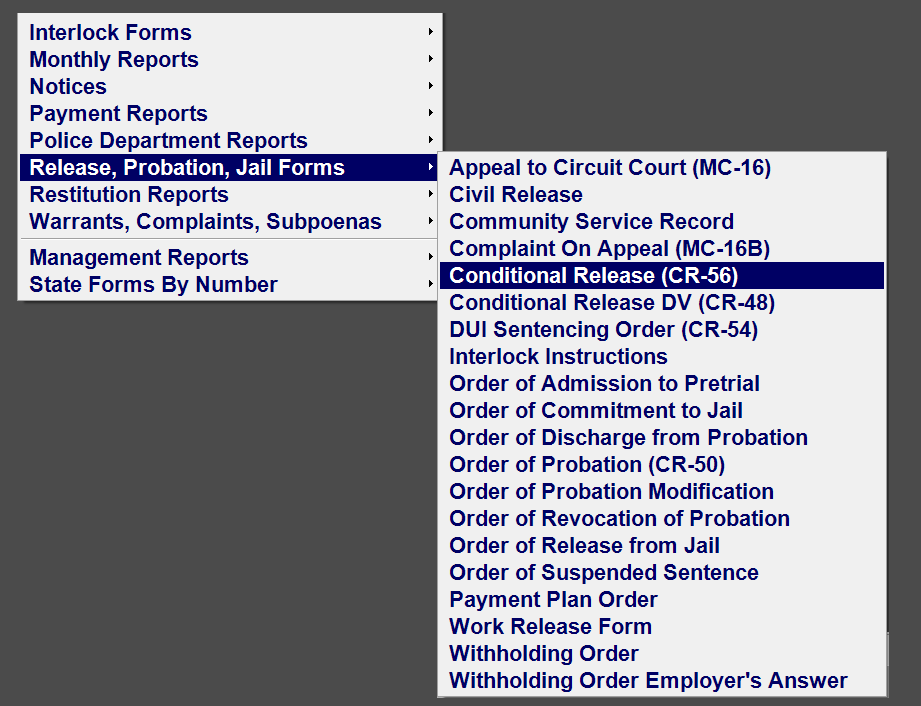 Interlock Forms
Monthly Reports
Notices
Payment Reports
Police Department Reports
Release, Probation, Jail Forms
Restitution Reports
Warrants, Complaints, Subpoenas
Management Reports
State Forms By Number
Appeal to Circuit Court (MC-16)
Civil Release
Community Service Record
Complaint On Appeal (MC-16B)
Conditional Release (CR-56)
Conditional Release DV (CR-48)
DUI Sentencing Order (CR-54)
Interlock Instructions
Order of Admission to Pretrial
Order of Commitment to Jail
Order of Discharge from Probation
Order of Probation (CR-50)
Order of Probation Modification
Order of Revocation of Probation
Order of Release from Jail
Order of Suspended Sentence
Payment Plan Order
Work Release Form
Withholding Order
Withholding Order Employer's Answer